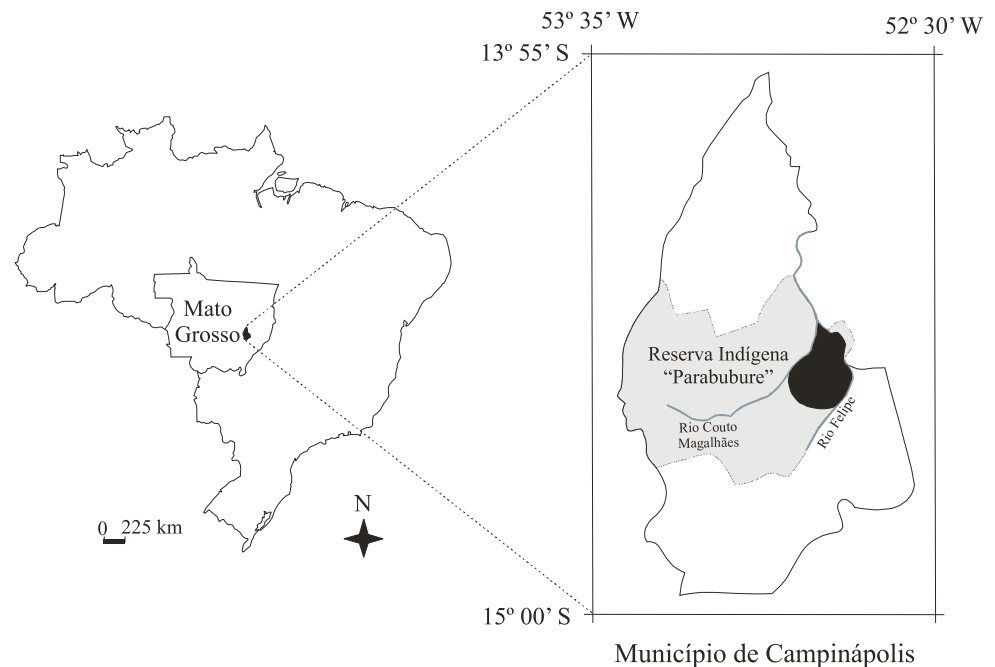 53º 35’ W
52º 30’ W
13º 55’ S
Mato
Grosso
Reserva Indígena
“Parabubure”
Rio Couto
Magalhães
Rio Felipe
N
0 225 km
15º 00’ S
Município de Campinápolis